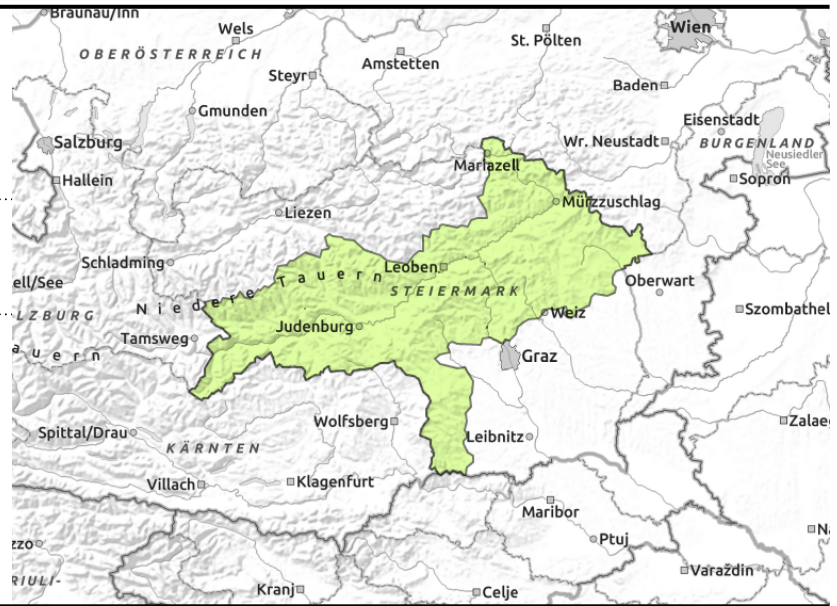 Braunau/Inn
Wels
Wien
St. Pölten
OBERÖSTERREICH
Amstetten
Steyr
Baden
Gmunden
Eisenstadt
Salzburg
Wr. Neustadt
BURGENLAND
Neusiedler
See
Mariazell
Hallein
Sopron
Mürzzuschlag
Liezen
Schladming
Leoben
Niedere Tauern
ell/See
STEIERMARK
Oberwart
LZBURG
Weiz
Szombathel
Judenburg
Tamsweg
auern
Graz
Wolfsberg
Zalaeg
Spittal/Drau
Leibnitz
KÄRNTEN
Villach
Klagenfurt
Maribor
Na
zzo
Ptuj
Varaždin
RIULI-
Kranj
Celje